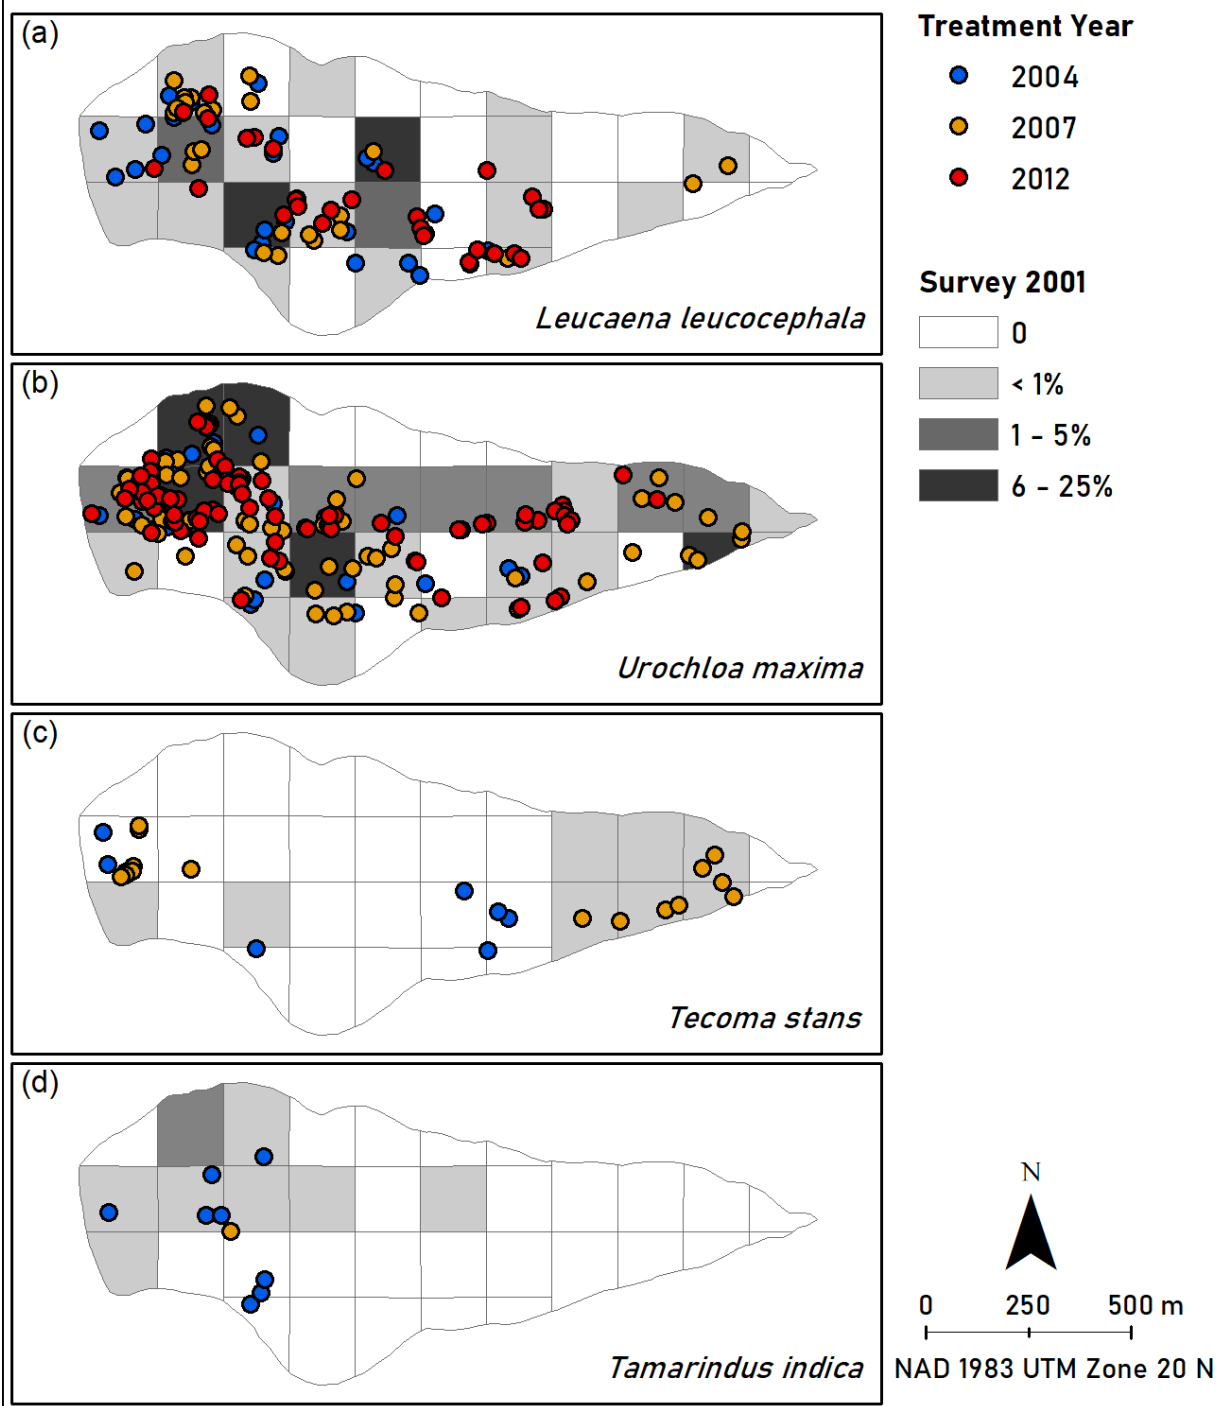 (a)
Leucaena leucocephala
(b)
Urochloa maxima
(c)
Tecoma stans
(d)
Tamarindus indica
Treatment Year
2004
2007
2012
Survey 2001
0
< 1%
1 - 5%
6 - 25%
N
0 250 500 m
NAD 1983 UTM Zone 20 N